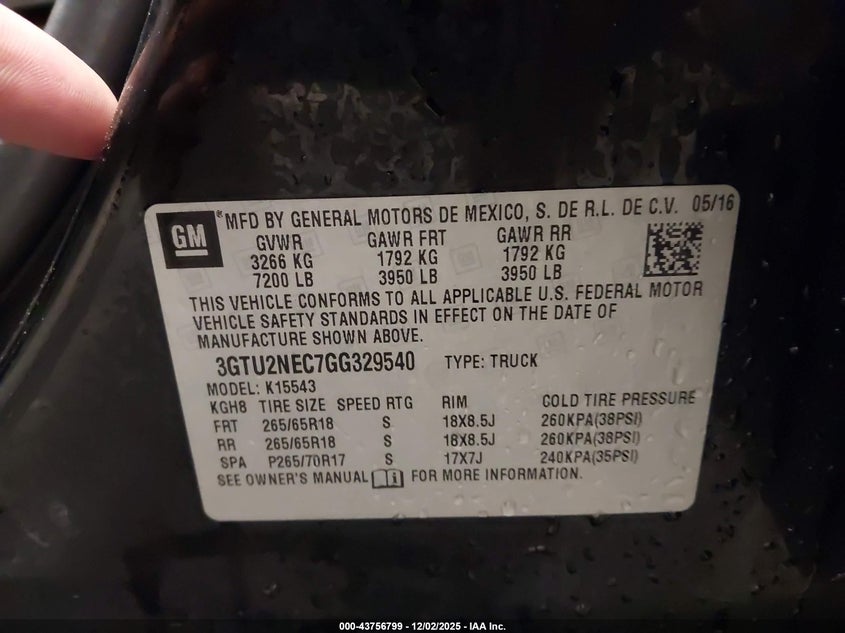 GM ® MFD BY GENERAL MOTORS DE MEXICO, S. DE R.L. DE C.V. 05/16
GVWR GAWR FRT GAWR RR
3266 KG 1792 KG 1792 KG
7200 LB 3950 LB 3950 LB
THIS VEHICLE CONFORMS TO ALL APPLICABLE U.S. FEDERAL MOTOR
VEHICLE SAFETY STANDARDS IN EFFECT ON THE DATE OF
MANUFACTURE SHOWN ABOVE.
3GTU2NEC7GG329540 TYPE: TRUCK
MODEL: K15543
KGH8 TIRE SIZE SPEED RTG RIM COLD TIRE PRESSURE
FRT 265/65R18 S 18X8.5J 260KPA(38PSI)
RR 265/65R18 S 18X8.5J 260KPA(38PSI)
SPA P265/70R17 S 17X7J 240KPA(35PSI)
SEE OWNER'S MANUAL i FOR MORE INFORMATION.
000-43756799 - 12/02/2025 - IAA Inc.